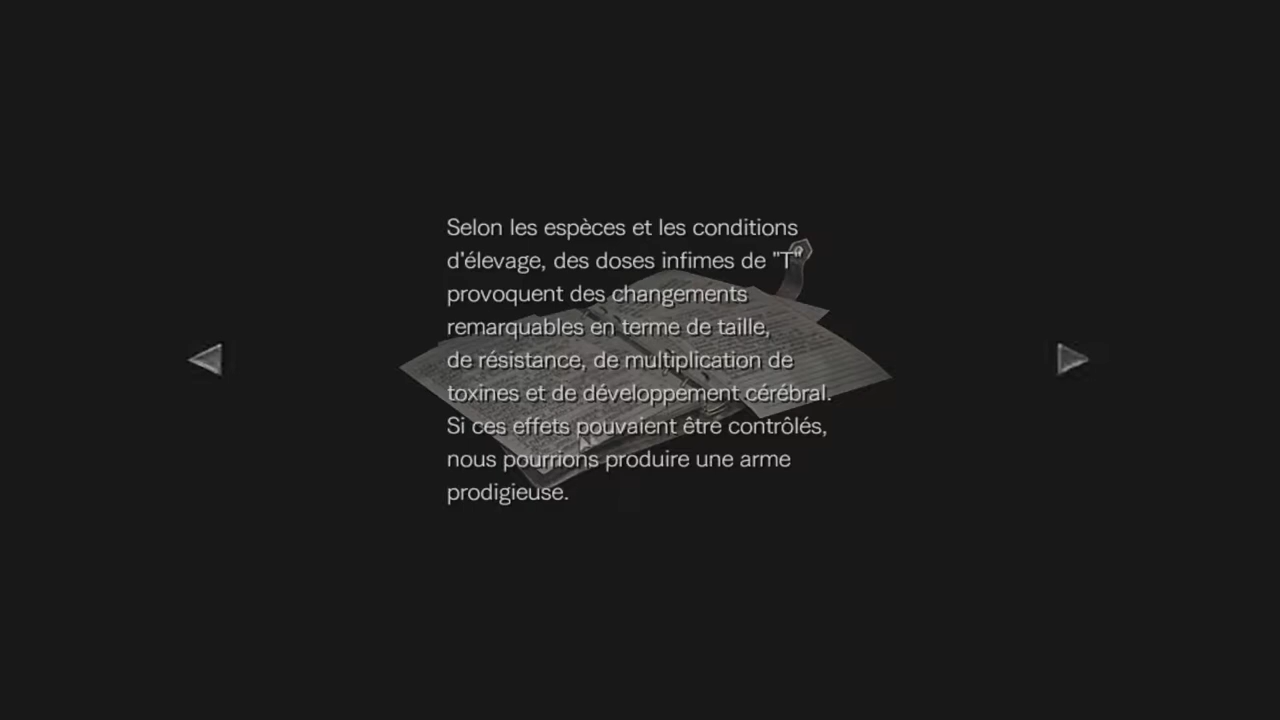 Selon les espèces et les conditions
d'élevage, des doses infimes de "T"
provoquent des changements
remarquables en terme de taille,
de résistance, de multiplication de
toxines et de développement cérébral.
Si ces effets pouvaient être contrôlés,
nous pourrions produire une arme
prodigieuse.